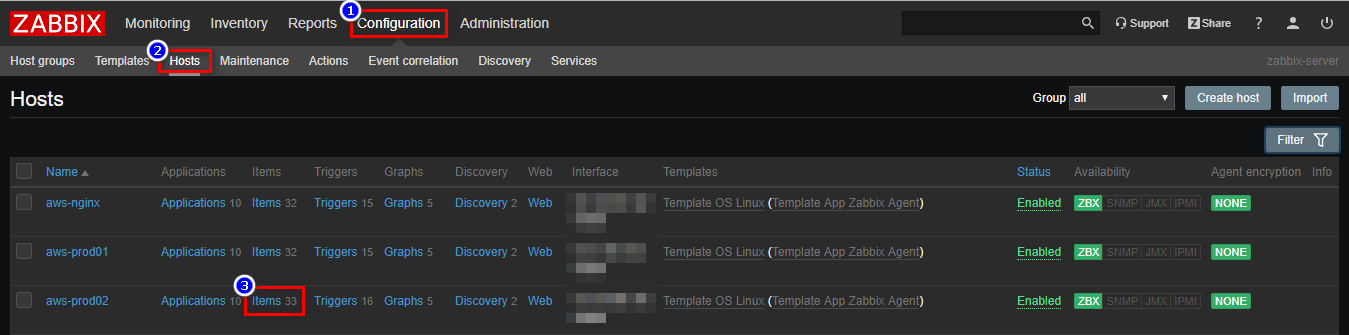 ZABBIX Monitoring Inventory Reports 1 Configuration Administration Support Z Share ?
Host groups Templates 2 Hosts Maintenance Actions Event correlation Discovery Services zabbix-server
Hosts Group all Create host Import
Filter
Name Applications Items Triggers Graphs Discovery Web Interface Templates Status Availability Agent encryption Info
aws-nginx Applications 10 Items 32 Triggers 15 Graphs 5 Discovery 2 Web Template OS Linux (Template App Zabbix Agent) Enabled ZBX SNMP JMX IPMI NONE
aws-prod01 Applications 10 Items 32 Triggers 15 Graphs 5 Discovery 2 Web Template OS Linux (Template App Zabbix Agent) Enabled ZBX SNMP JMX IPMI NONE
aws-prod02 Applications 10 3 Items 33 Triggers 16 Graphs 5 Discovery 2 Web Template OS Linux (Template App Zabbix Agent) Enabled ZBX SNMP JMX IPMI NONE